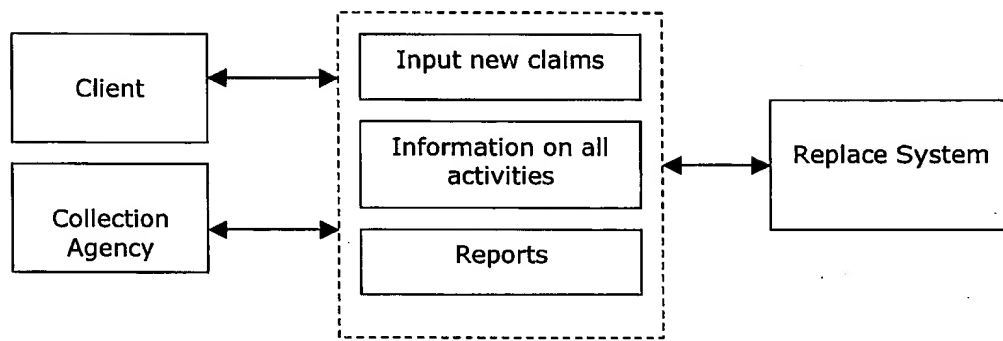 Client
Collection
Agency
Input new claims
Information on all
activities
Reports
Replace System